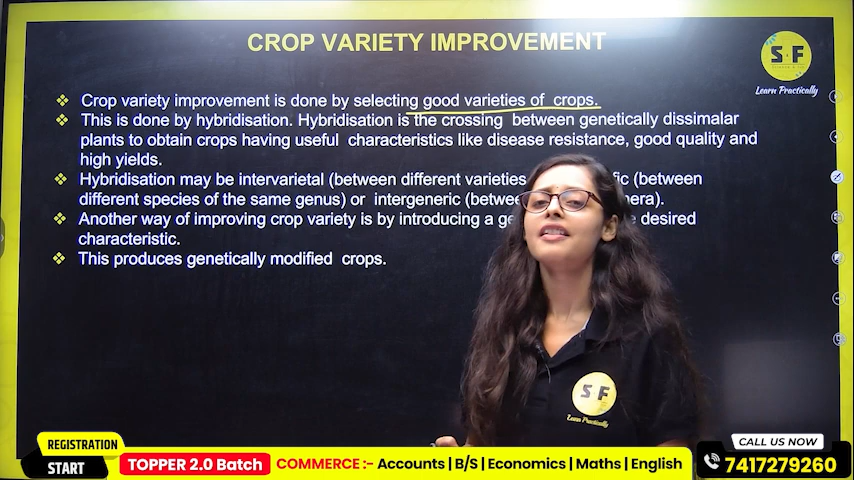 CROP VARIETY IMPROVEMENT
S F
Learn Practically
Crop variety improvement is done by selecting good varieties of crops.
This is done by hybridisation. Hybridisation is the crossing between genetically dissimalar
plants to obtain crops having useful characteristics like disease resistance, good quality and
high yields.
Hybridisation may be intervarietal (between different varieties (between
different species of the same genus) or intergeneric
Another way of improving crop variety is by introducing a desired
characteristic.
This produces genetically modified crops.
S F
Learn Practically
REGISTRATION
START
TOPPER 2.0 Batch
COMMERCE :- Accounts | B/S | Economics | Maths | English
CALL US NOW
7417279260